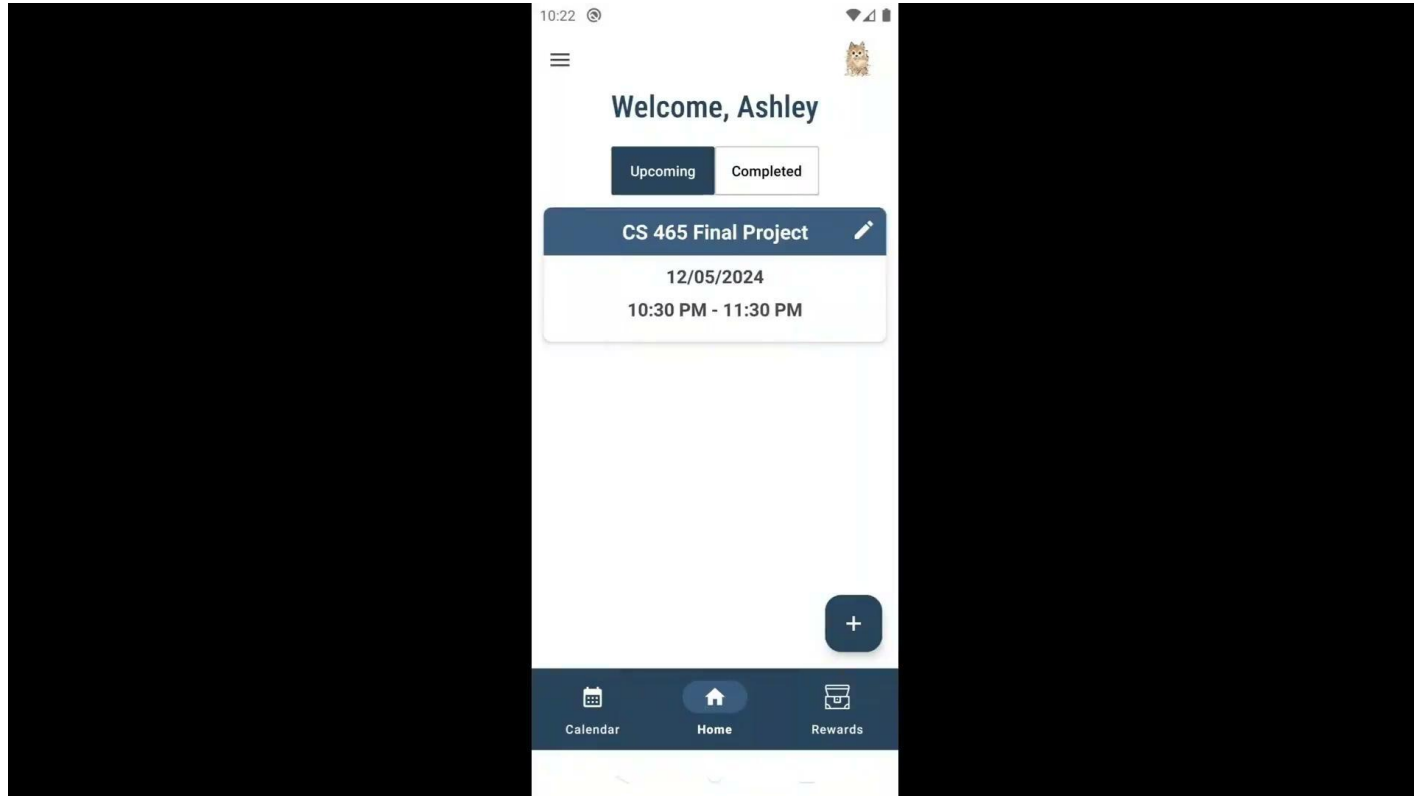 10:22
Welcome, Ashley
Upcoming Completed
CS 465 Final Project
12/05/2024
10:30 PM - 11:30 PM
+
Calendar Home Rewards